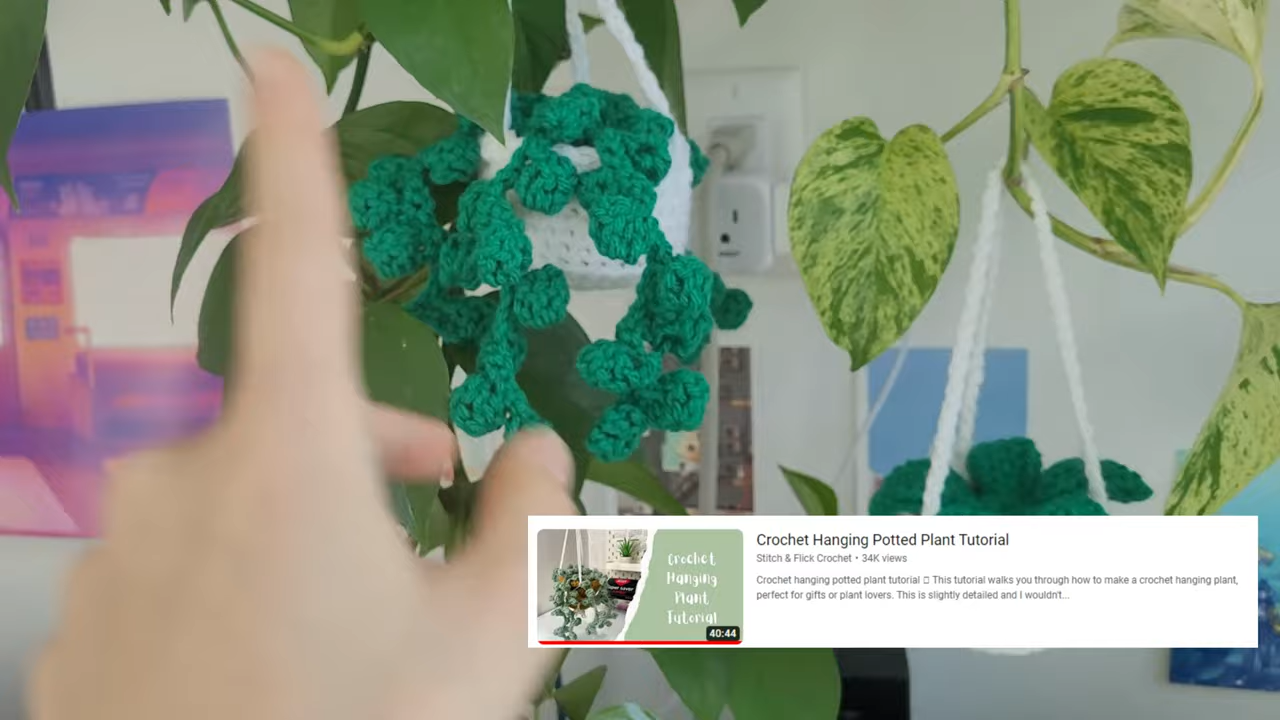 Crochet
Hanging
Plant
Tutorial
40:44
Crochet Hanging Potted Plant Tutorial
Stitch & Flick Crochet • 34K views
Crochet hanging potted plant tutorial □ This tutorial walks you through how to make a crochet hanging plant,
perfect for gifts or plant lovers. This is slightly detailed and I wouldn't...